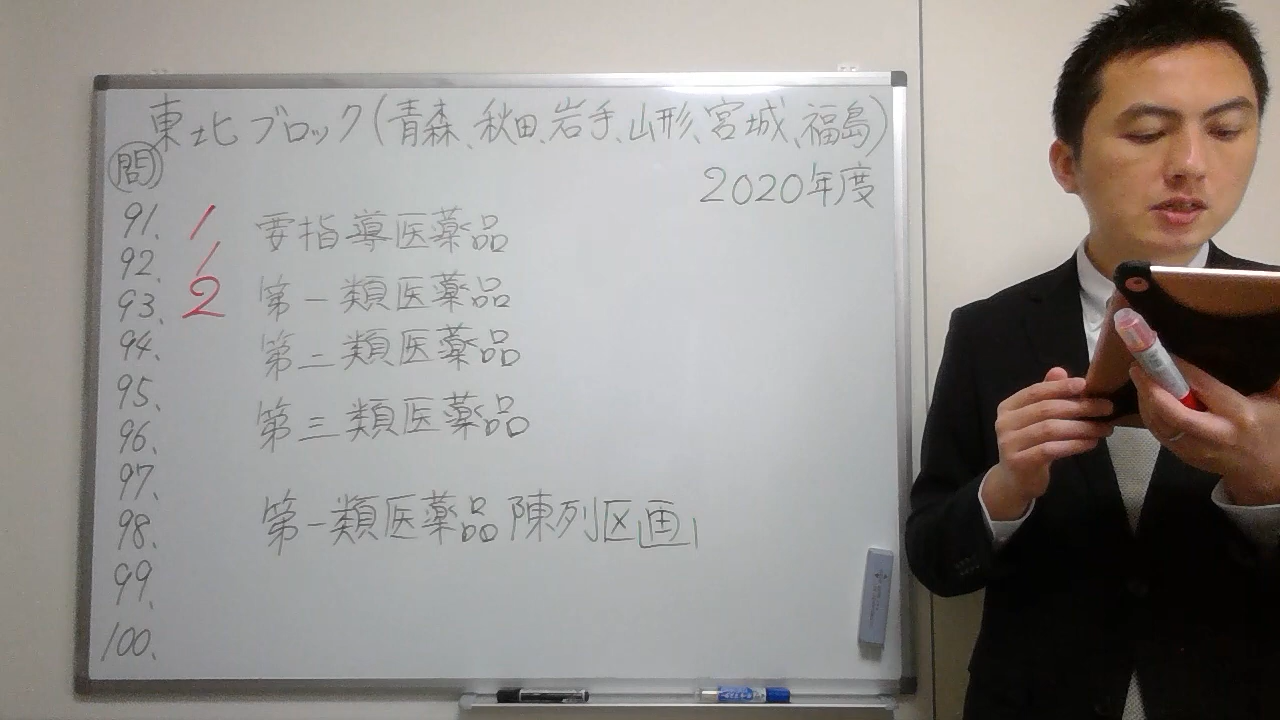 東北ブロック(青森、秋田、岩手、山形、宮城、福島)
2020年度
問
91. 1 要指導医薬品
92. 1
93. 2 第一類医薬品
94. 第二類医薬品
95.
96. 第三類医薬品
97.
98. 第一類医薬品陳列区画
99.
100.